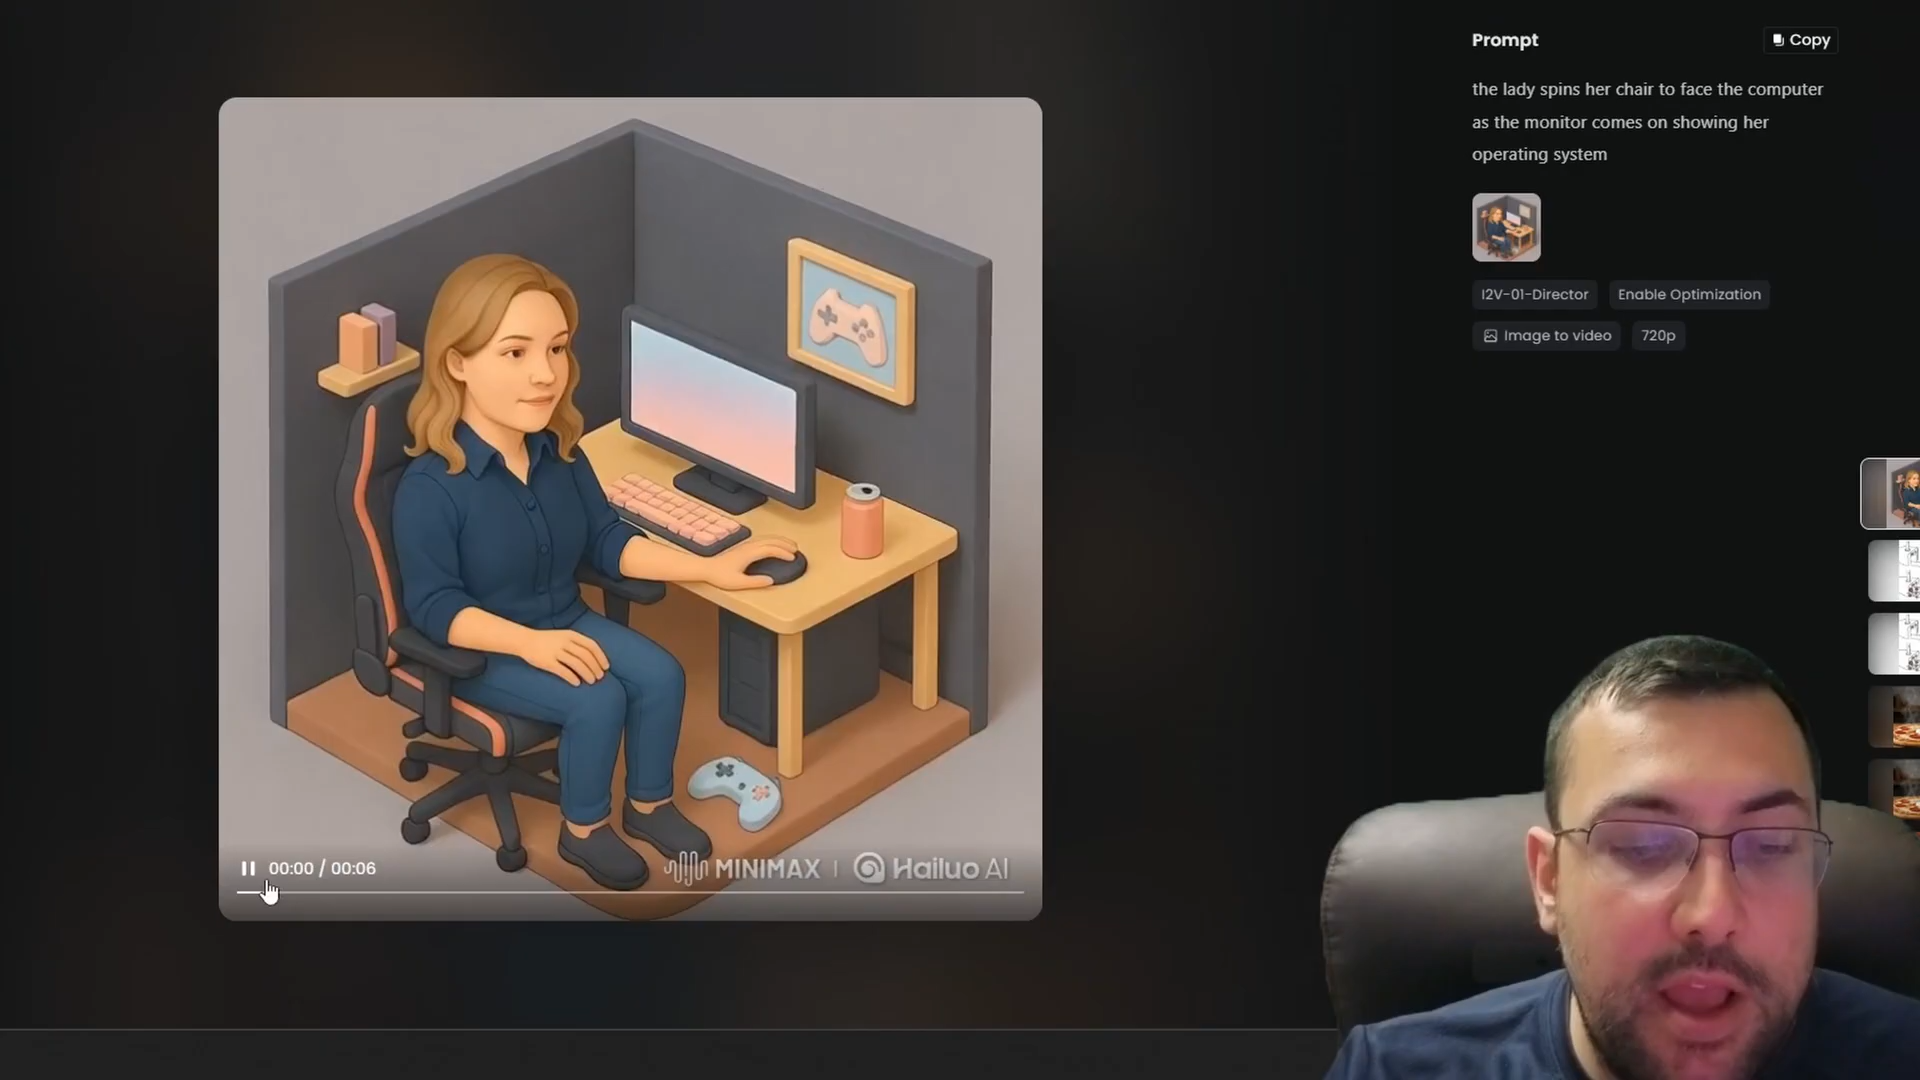 Prompt
Copy
the lady spins her chair to face the computer
as the monitor comes on showing her
operating system
I2V-01-Director
Enable Optimization
Image to video
720p
00:00 / 00:06
MINIMAX | Hailuo AI